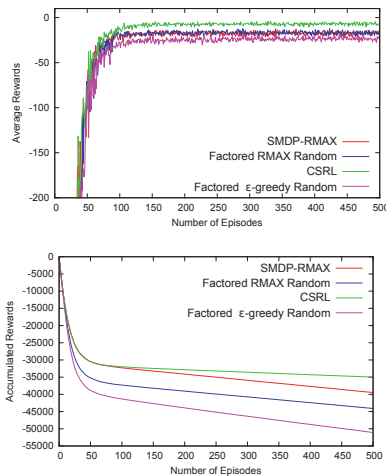 0
-50
-100
-150
-200
Average Rewards
SMDP-RMAX
Factored RMAX Random
CSRL
Factored ε-greedy Random
0 50 100 150 200 250 300 350 400 450 500
Number of Episodes
0
-5000
-10000
-15000
-20000
-25000
-30000
-35000
-40000
-45000
-50000
-55000
Accumulated Rewards
SMDP-RMAX
Factored RMAX Random
CSRL
Factored ε-greedy Random
0 50 100 150 200 250 300 350 400 450 500
Number of Episodes